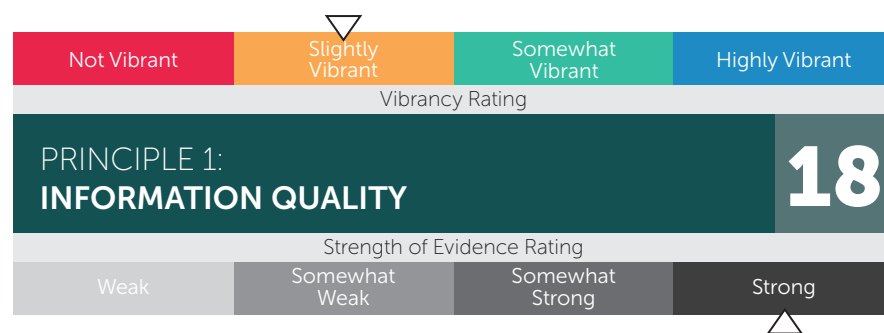 Not Vibrant
Slightly
Vibrant
Somewhat
Vibrant
Highly Vibrant
Vibrancy Rating
PRINCIPLE 1:
INFORMATION QUALITY
18
Strength of Evidence Rating
Weak
Somewhat
Weak
Somewhat
Strong
Strong